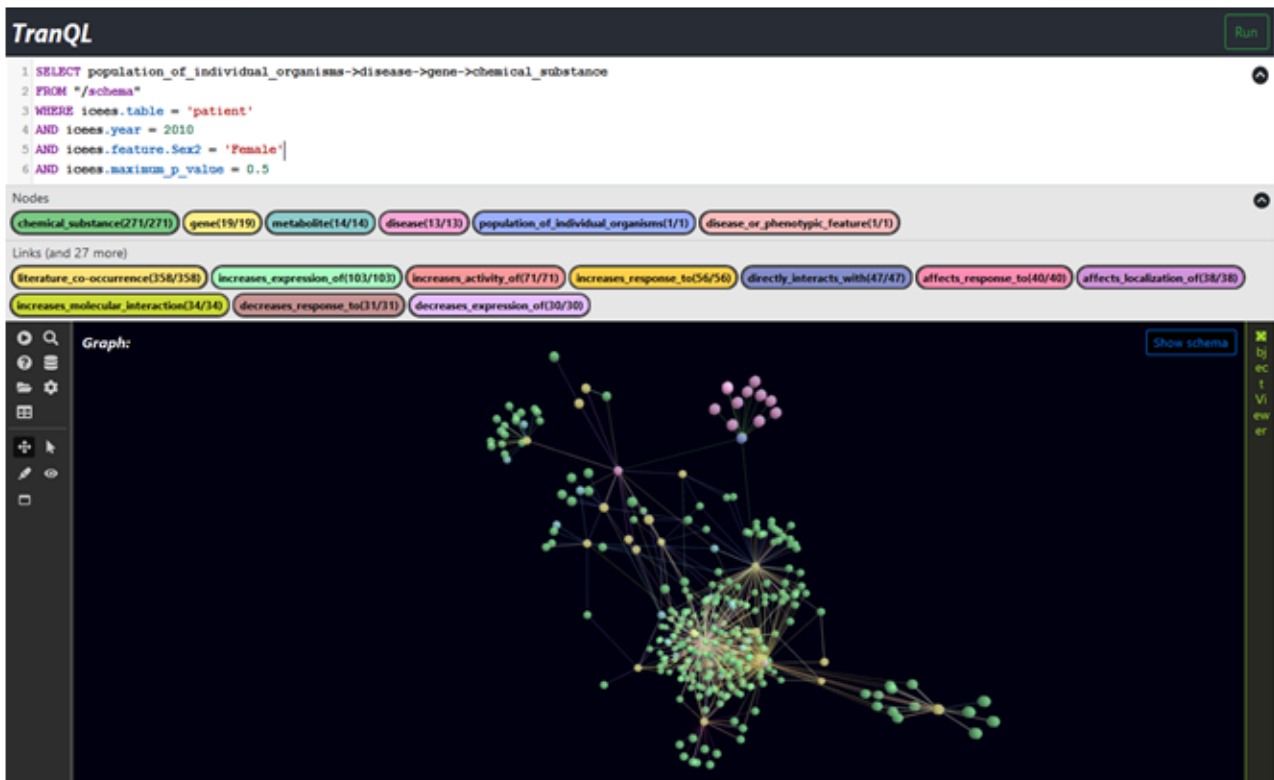 TranQL
Run
1 SELECT population_of_individual_organisms->disease->gene->chemical_substance
2 FROM "/schema"
3 WHERE icees.table = 'patient'
4 AND icees.year = 2010
5 AND icees.feature.Sex2 = 'Female'
6 AND icees.maximum_p_value = 0.5
Nodes
chemical_substance(271/271) gene(19/19) metabolite(14/14) disease(13/13) population_of_individual_organisms(1/1) disease_or_phenotypic_feature(1/1)
Links (and 27 more)
literature_co-occurrence(358/358) increases_expression_of(103/103) increases_activity_of(71/71) increases_response_to(56/56) directly_interacts_with(47/47) affects_response_to(40/40) affects_localization_of(38/38)
increases_molecular_interaction(34/34) decreases_response_to(31/31) decreases_expression_of(30/30)
Graph:
Show schema
bj
ec
t
Vi
ew
er